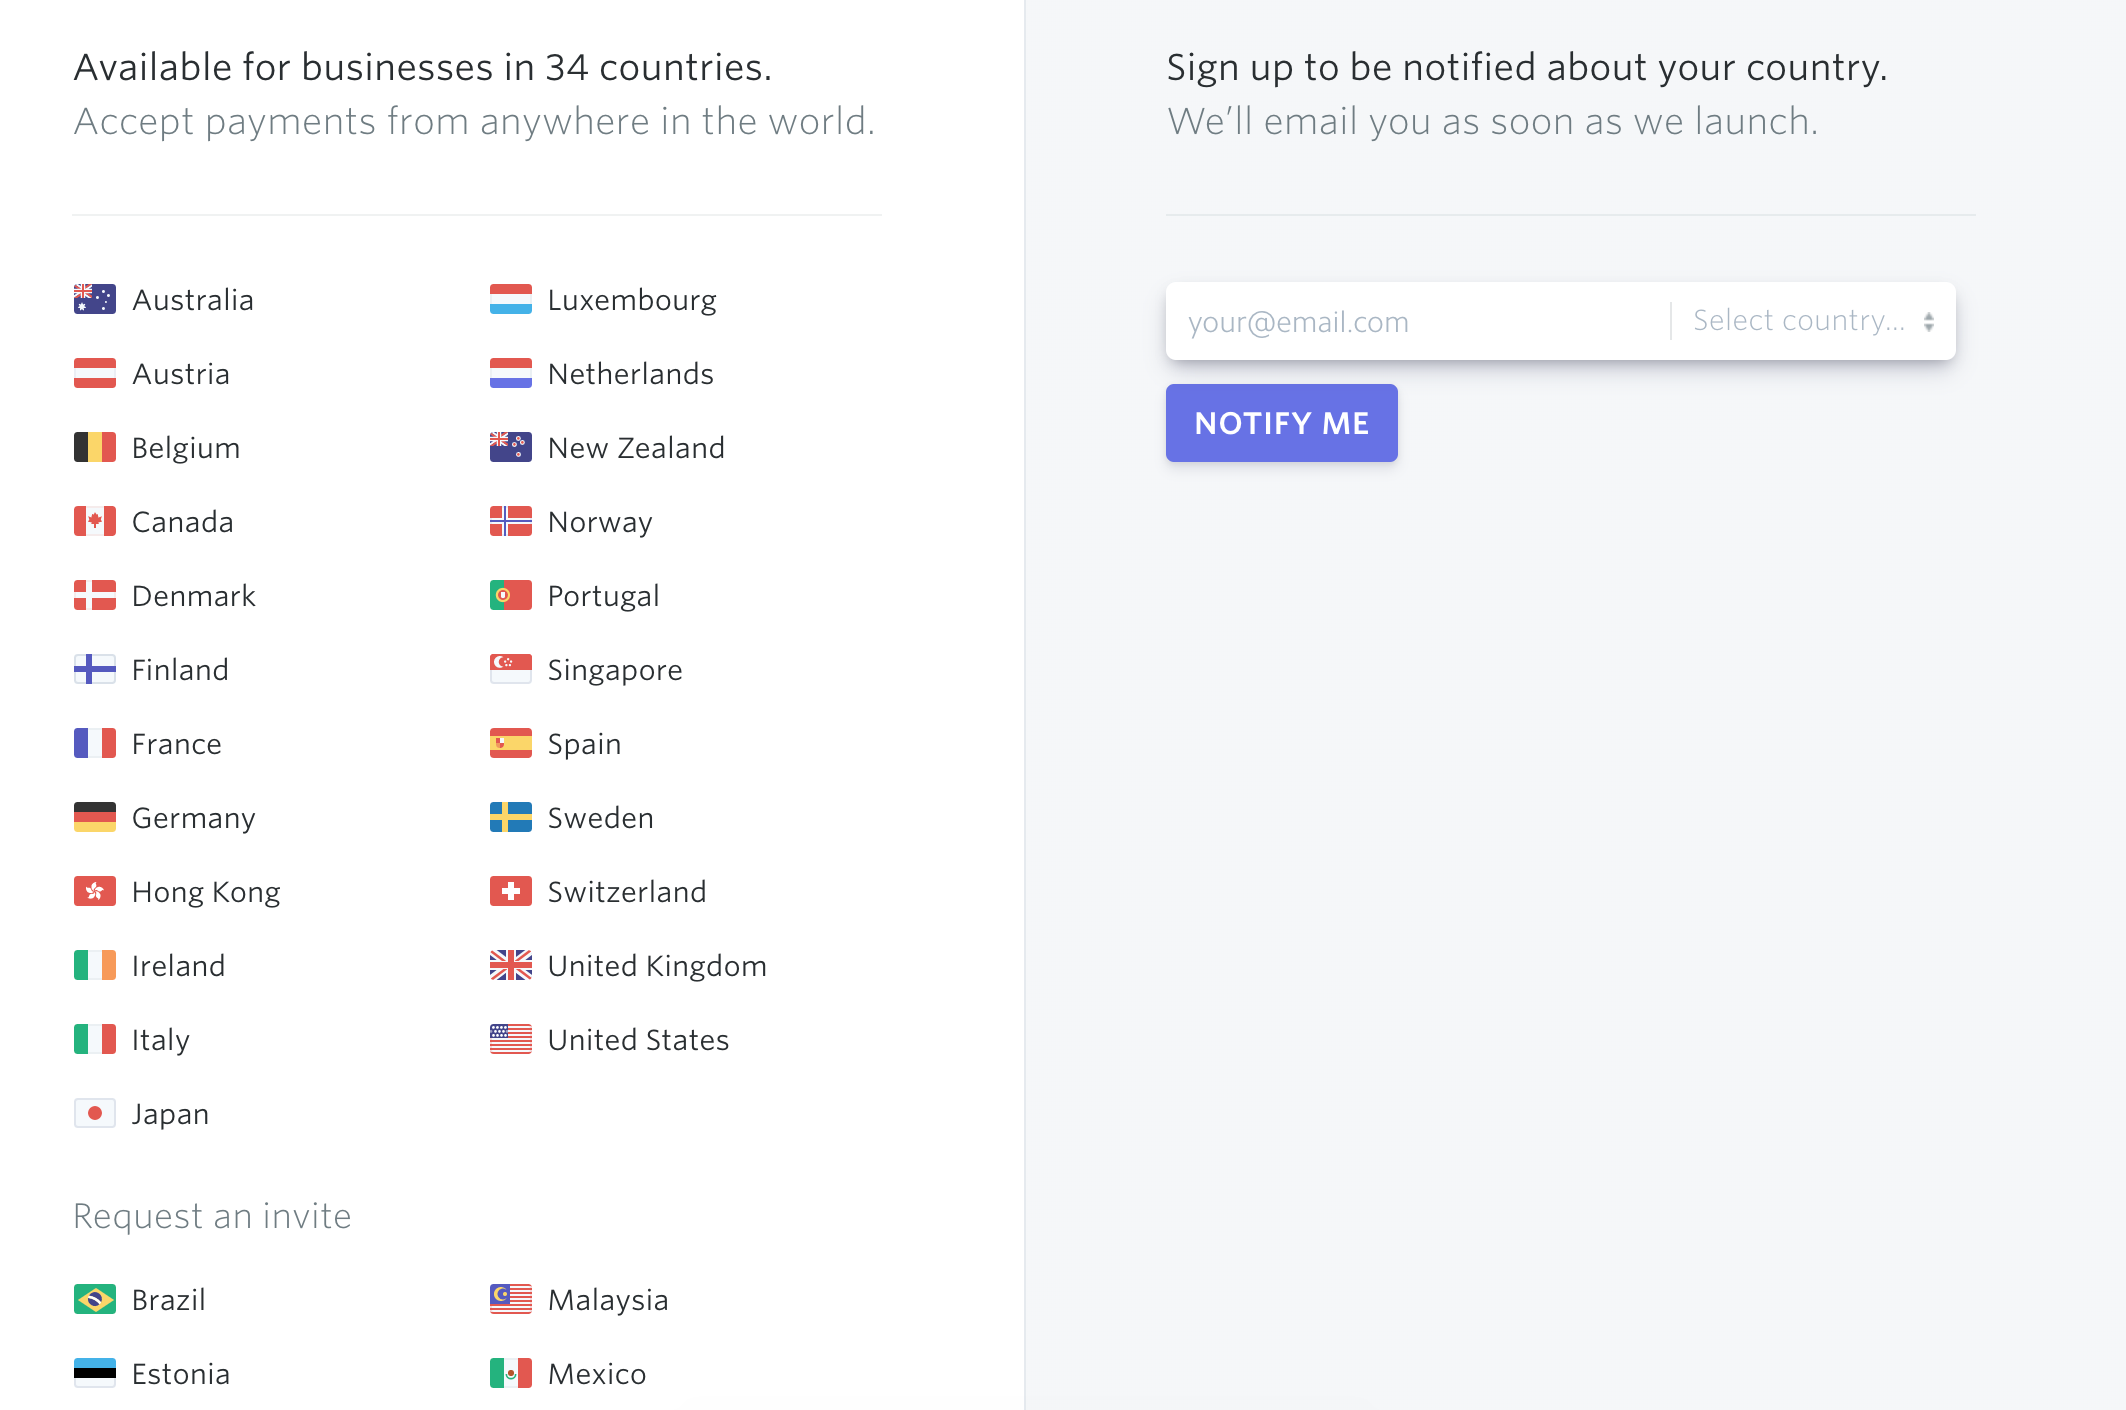 Available for businesses in 34 countries.
Accept payments from anywhere in the world.
Australia
Austria
Belgium
Canada
Denmark
Finland
France
Germany
Hong Kong
Ireland
Italy
Japan
Luxembourg
Netherlands
New Zealand
Norway
Portugal
Singapore
Spain
Sweden
Switzerland
United Kingdom
United States
Request an invite
Brazil
Estonia
Malaysia
Mexico
Sign up to be notified about your country.
We’ll email you as soon as we launch.
your@email.com
Select country...
NOTIFY ME